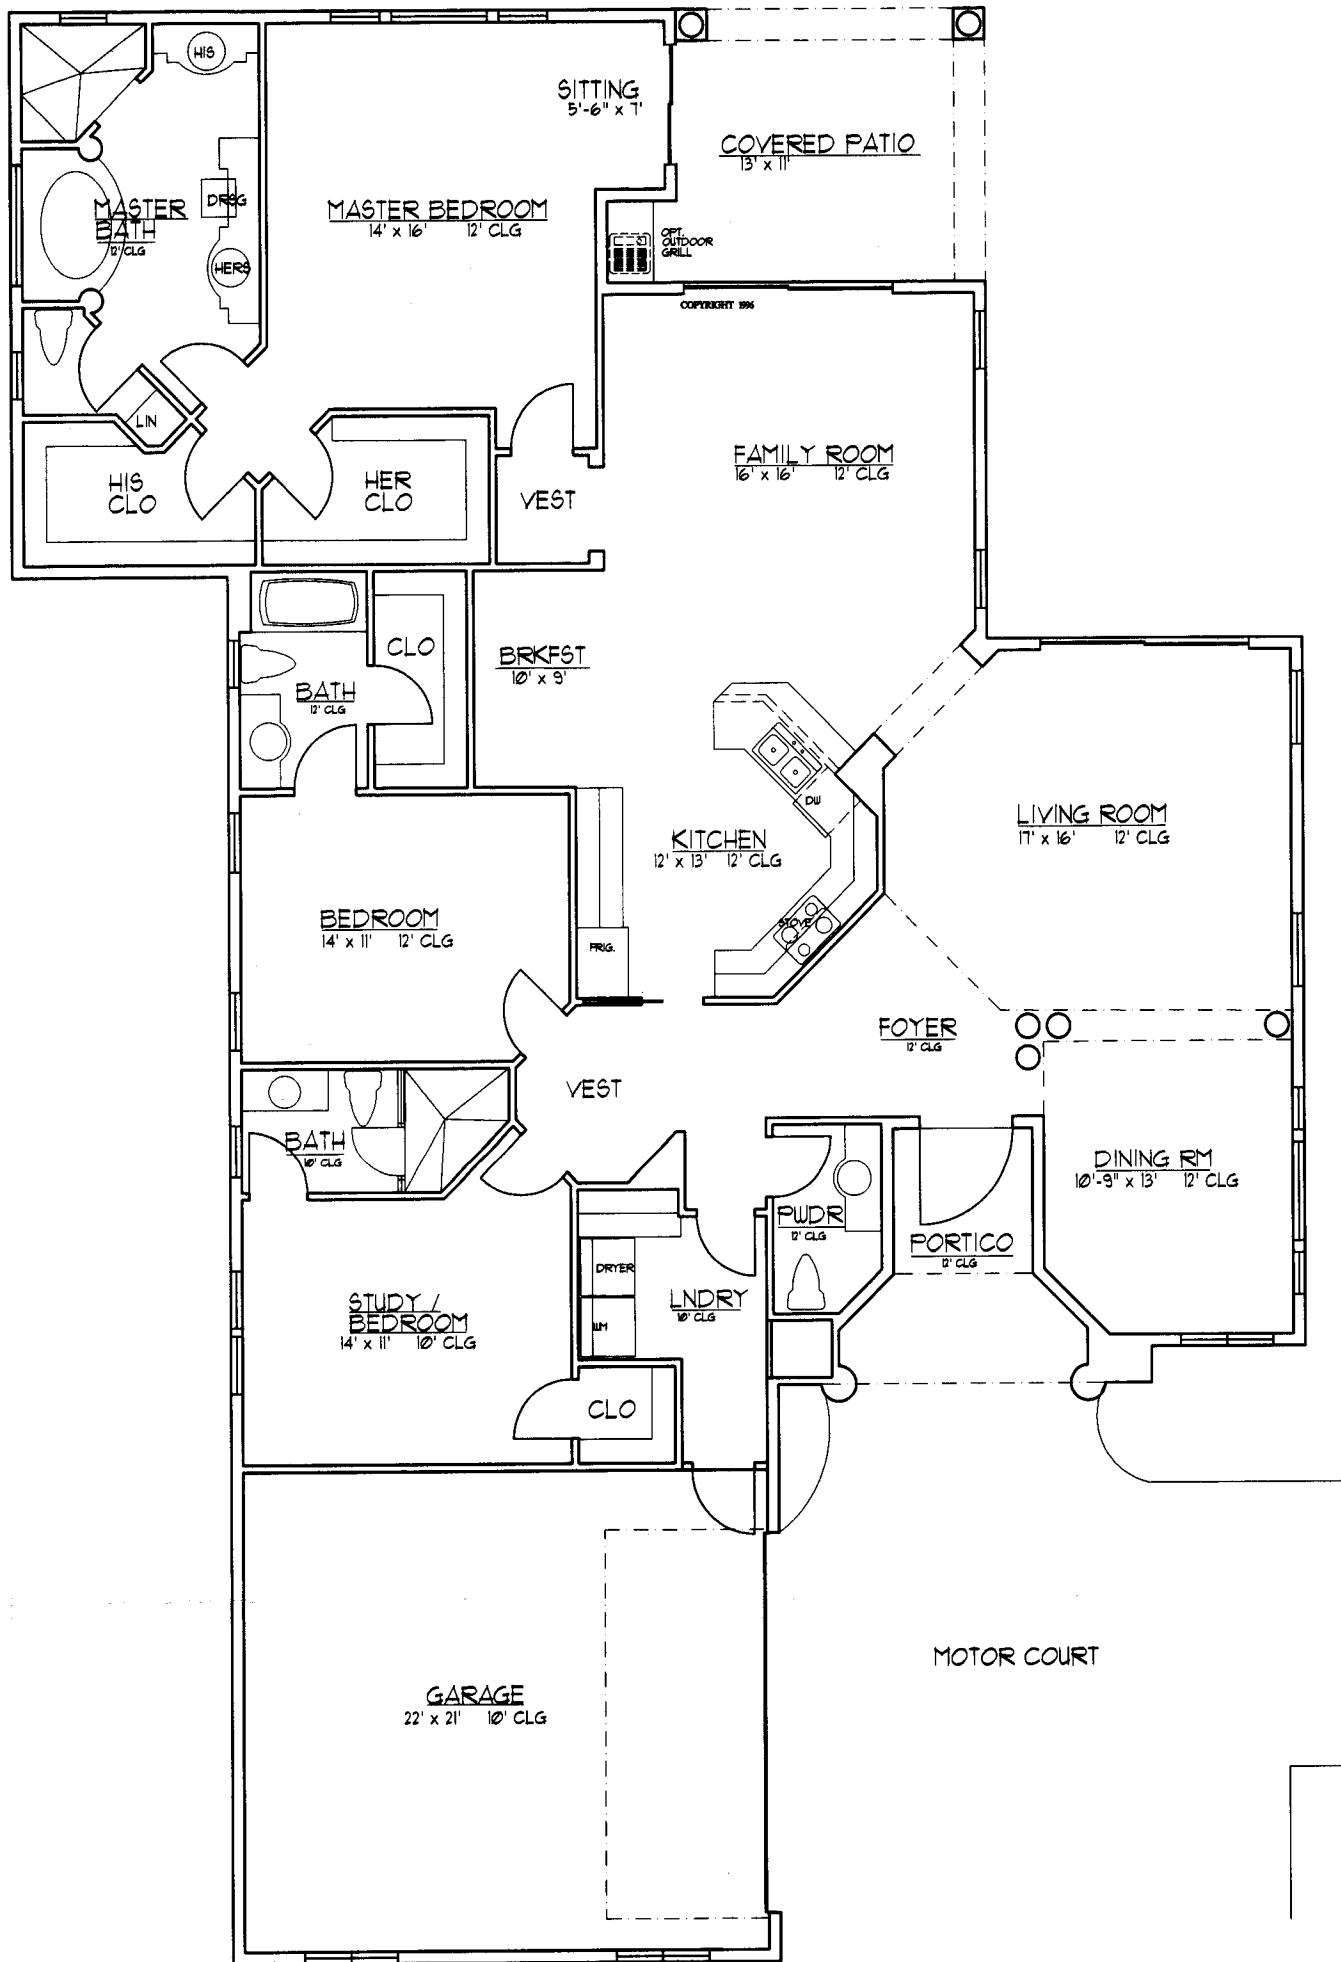 HIS
SITTING
5'-6" x 7'
COVERED PATIO
13' x 11'
DRSG
MASTER
BATH
12' CLG
MASTER BEDROOM
14' x 16' 12' CLG
HERS
OPT.
OUTDOOR
GRILL
COPYRIGHT 1996
LIN
FAMILY ROOM
16' x 16' 12' CLG
HIS
CLO
HER
CLO
VEST
CLO
BRKFST
10' x 9'
BATH
12' CLG
DW
LIVING ROOM
17' x 16' 12' CLG
KITCHEN
12' x 13' 12' CLG
BEDROOM
14' x 11' 12' CLG
STOVE
FRIG.
FOYER
12' CLG
VEST
BATH
10' CLG
DINING RM
10'-9" x 13' 12' CLG
PWDR
12' CLG
PORTICO
12' CLG
DRYER
WM
LNDRY
10' CLG
STUDY /
BEDROOM
14' x 11' 10' CLG
CLO
MOTOR COURT
GARAGE
22' x 21' 10' CLG